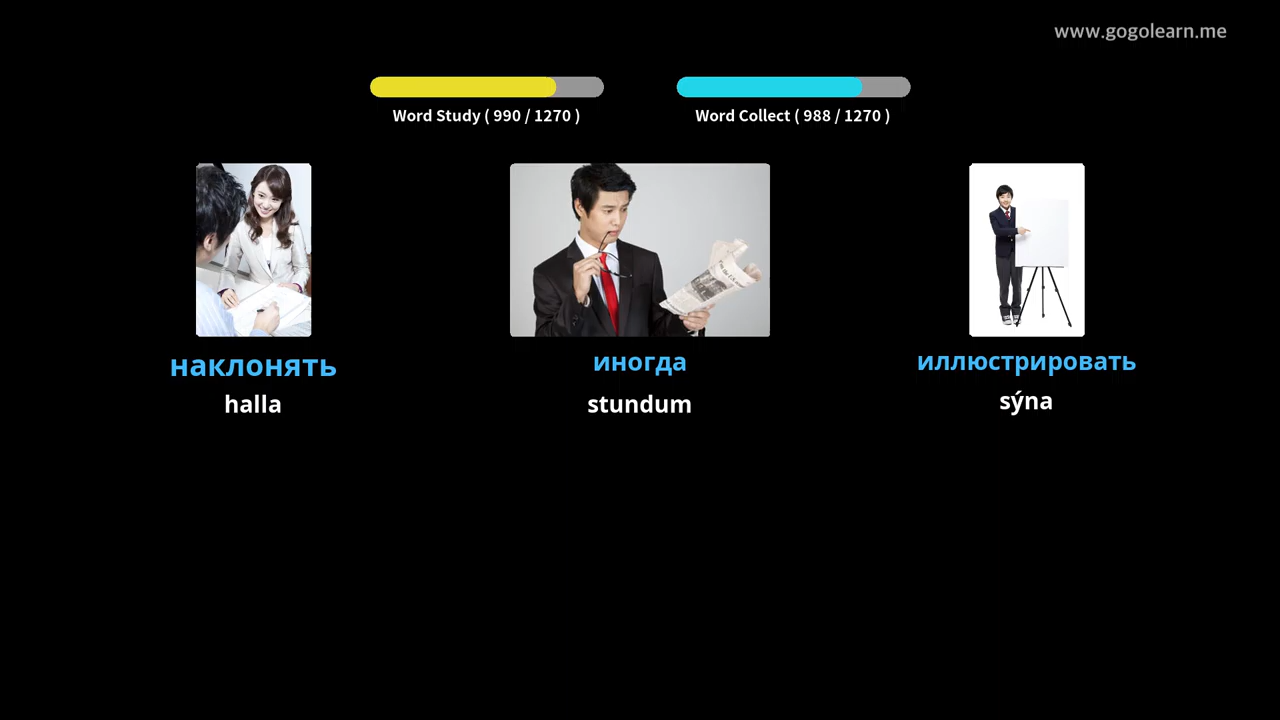 www.gogolearn.me
Word Study ( 990 / 1270 )
Word Collect ( 988 / 1270 )
наклонять
halla
иногда
stundum
иллюстрировать
sýna